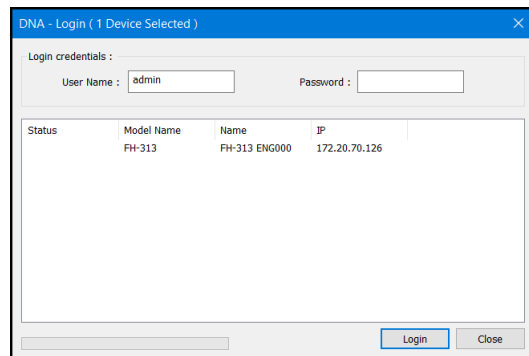 DNA - Login ( 1 Device Selected )
Login credentials :
User Name : admin Password :
Status Model Name Name IP
FH-313 FH-313 ENG000 172.20.70.126
Login Close